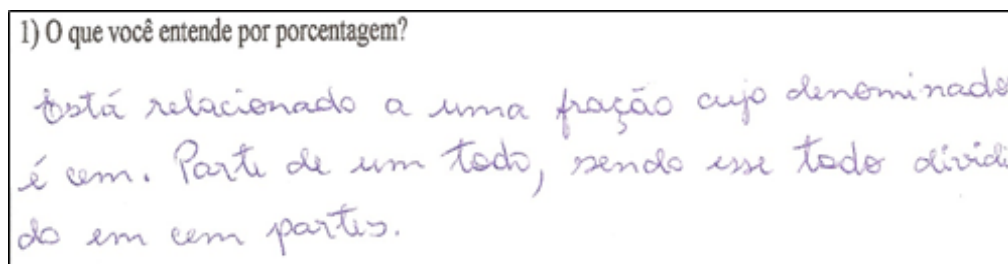 1) O que você entende por porcentagem?
Está relacionado a uma fração cujo denominado
é cem. Parte de um todo, sendo esse todo dividi
do em cem partes.